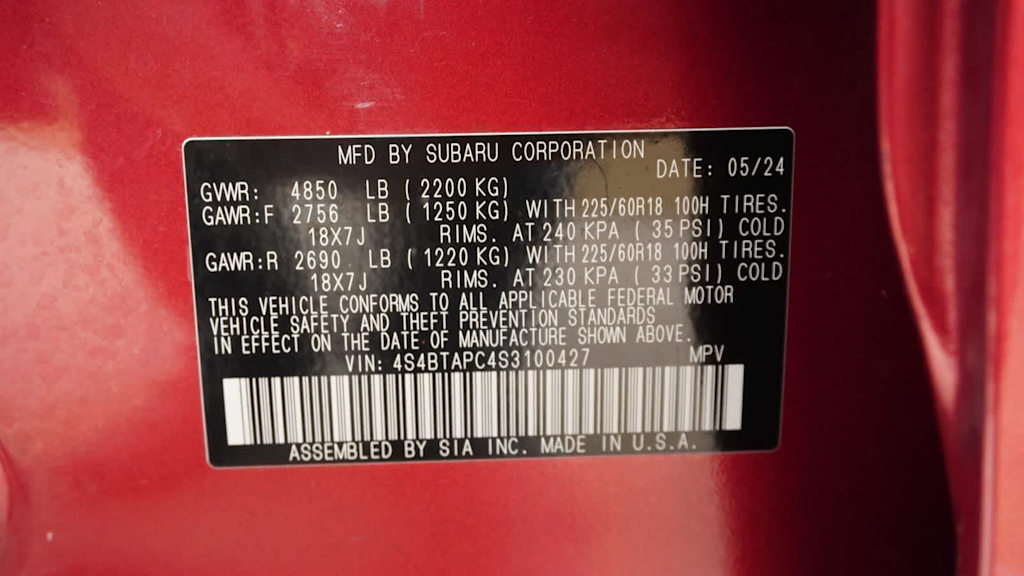 MFD BY SUBARU CORPORATION
DATE: 05/24
GVWR: 4850 LB (2200 KG)
GAWR:F 2756 LB (1250 KG) WITH 225/60R18 100H TIRES.
18X7J RIMS. AT 240 KPA (35 PSI) COLD
GAWR:R 2690 LB (1220 KG) WITH 225/60R18 100H TIRES.
18X7J RIMS. AT 230 KPA (33 PSI) COLD
THIS VEHICLE CONFORMS TO ALL APPLICABLE FEDERAL MOTOR
VEHICLE SAFETY AND THEFT PREVENTION STANDARDS
IN EFFECT ON THE DATE OF MANUFACTURE SHOWN ABOVE.
VIN: 4S4BTAPC4S3100427 MPV
ASSEMBLED BY SIA INC. MADE IN U.S.A.